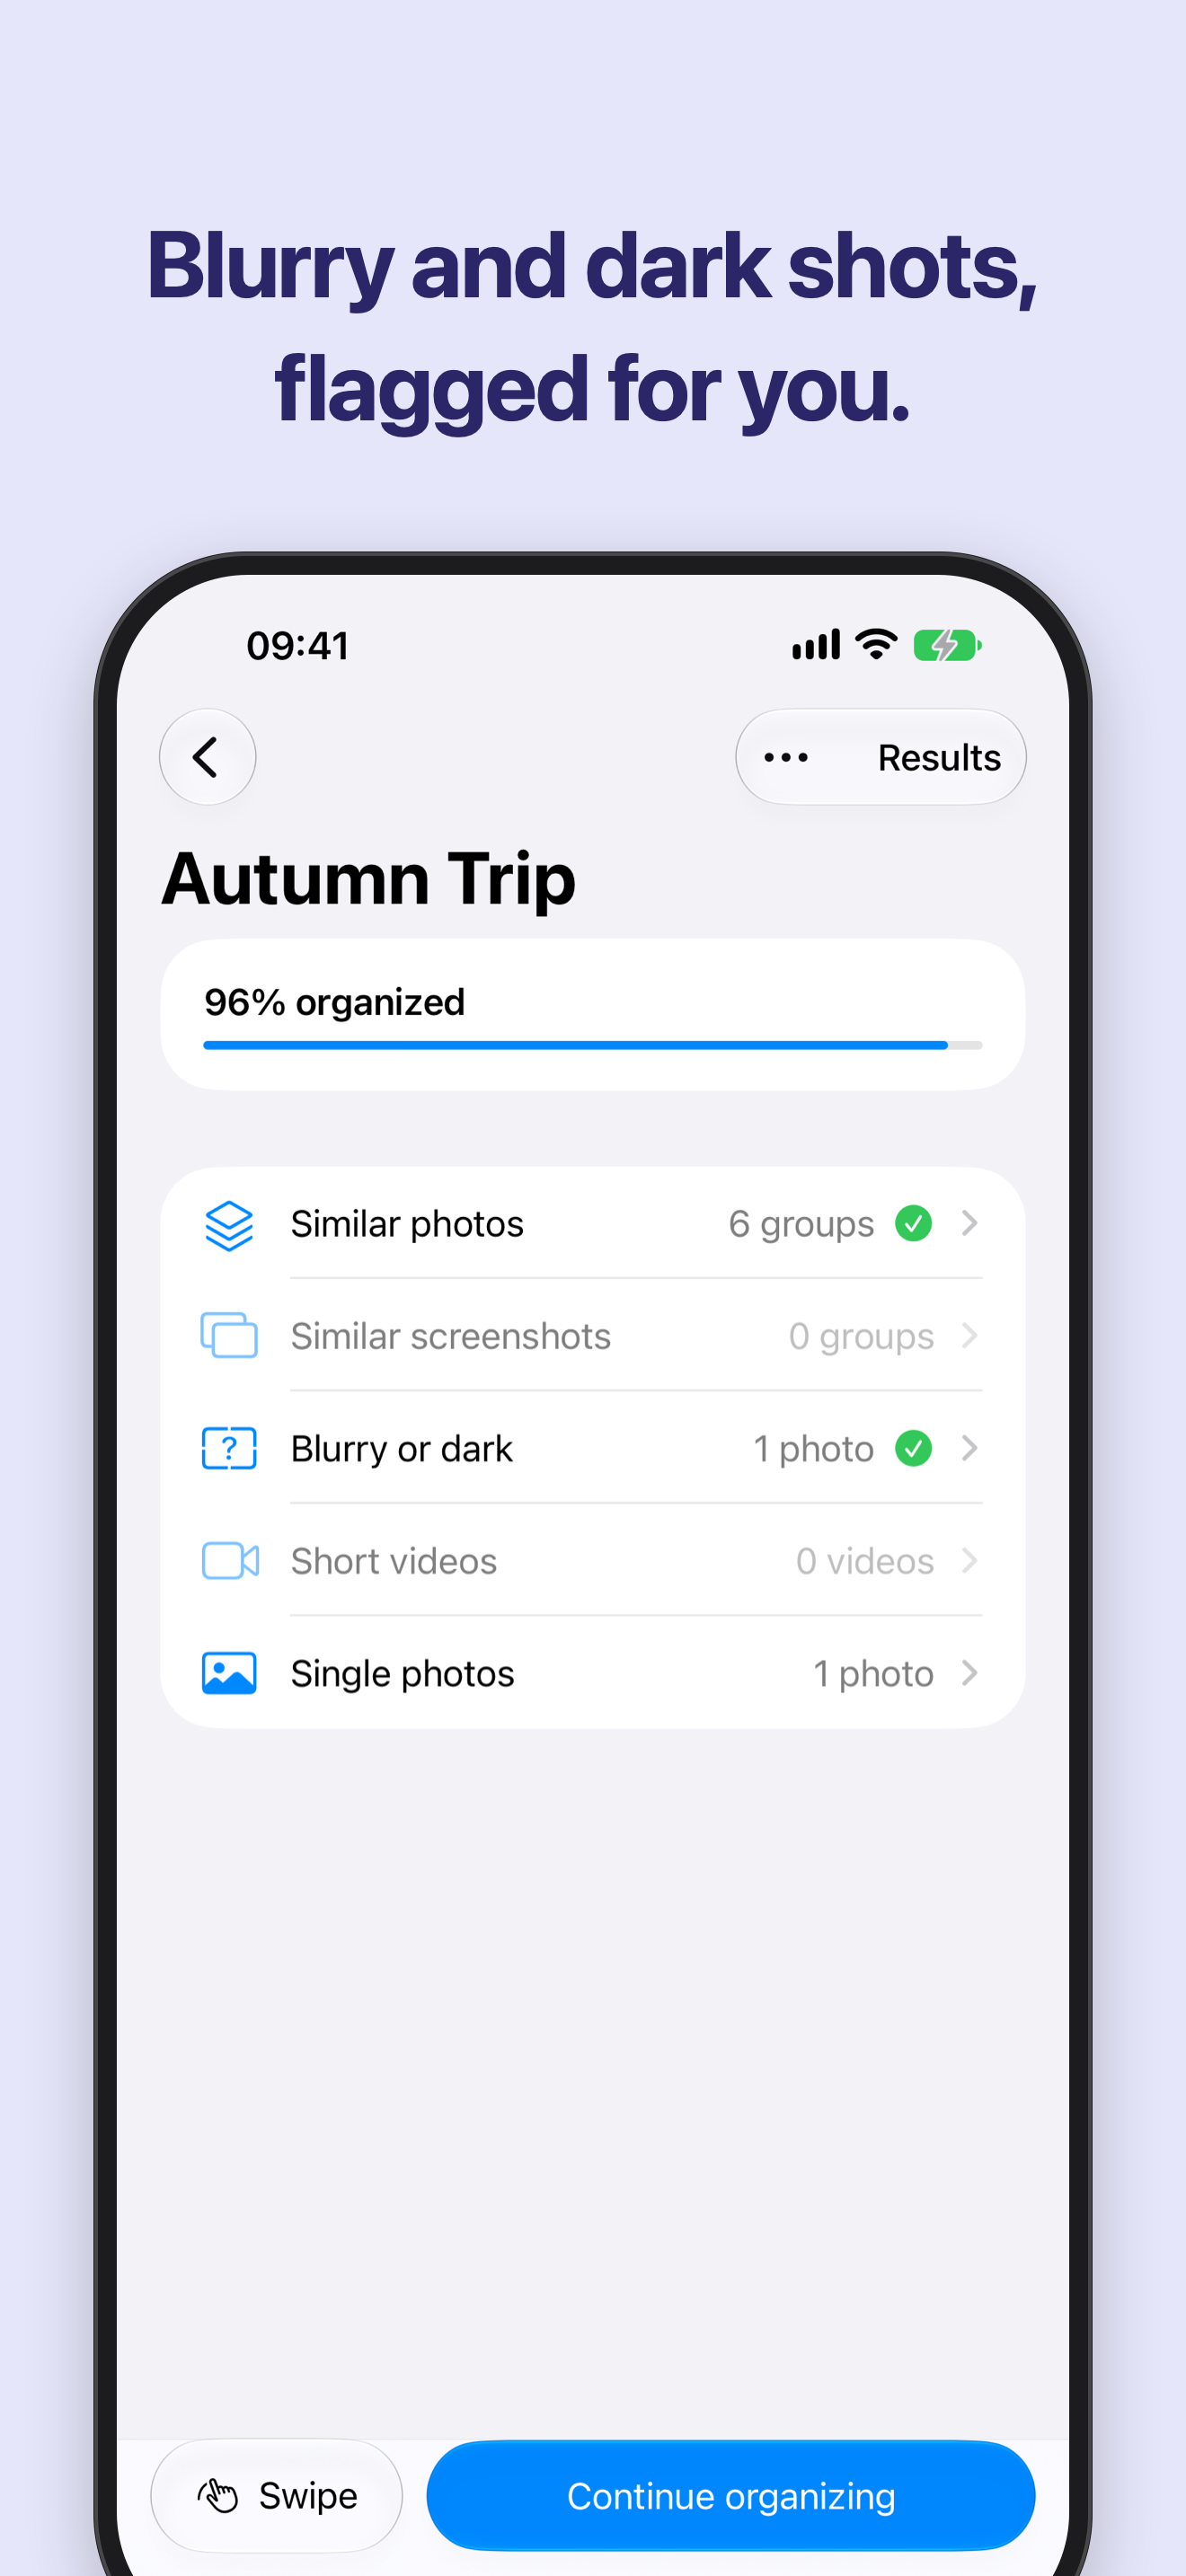 Blurry and dark shots,
flagged for you.
09:41
Results
Autumn Trip
96% organized
Similar photos 6 groups
Similar screenshots 0 groups
Blurry or dark 1 photo
Short videos 0 videos
Single photos 1 photo
Swipe Continue organizing